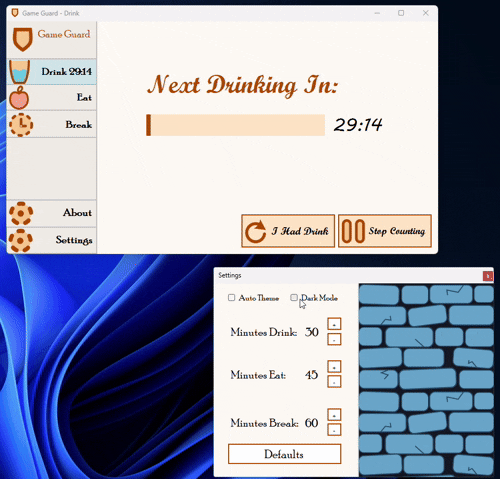 Game Guard - Drink
Game Guard
Drink 29:14
Eat
Break
About
Settings
Next Drinking In:
29:14
I Had Drink
Stop Counting
Settings
Auto Theme
Dark Mode
Minutes Drink: 30 + -
Minutes Eat: 45 + -
Minutes Break: 60 + -
Defaults